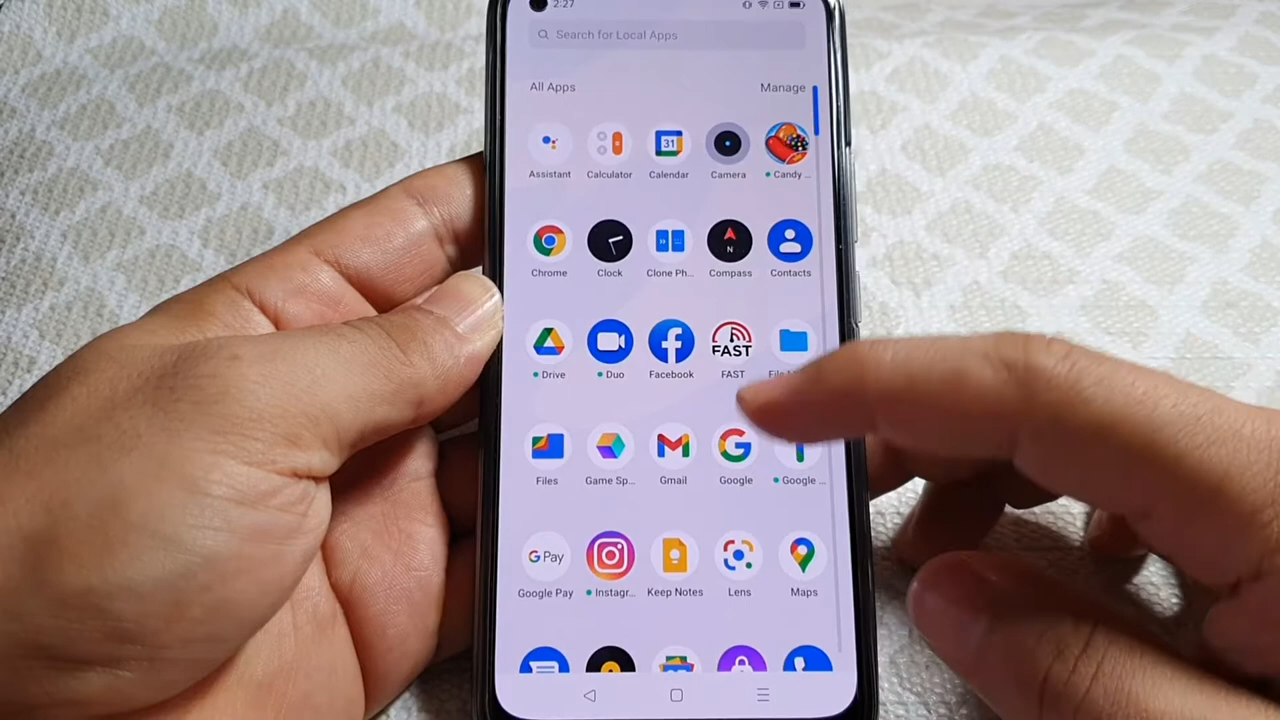 2:27
Search for Local Apps
All Apps Manage
31
Assistant Calculator Calendar Camera Candy ...
N
Chrome Clock Clone Ph... Compass Contacts
FAST
Drive Duo Facebook FAST
Files Game Sp... Gmail Google Google ...
G Pay
Google Pay Instagr... Keep Notes Lens Maps